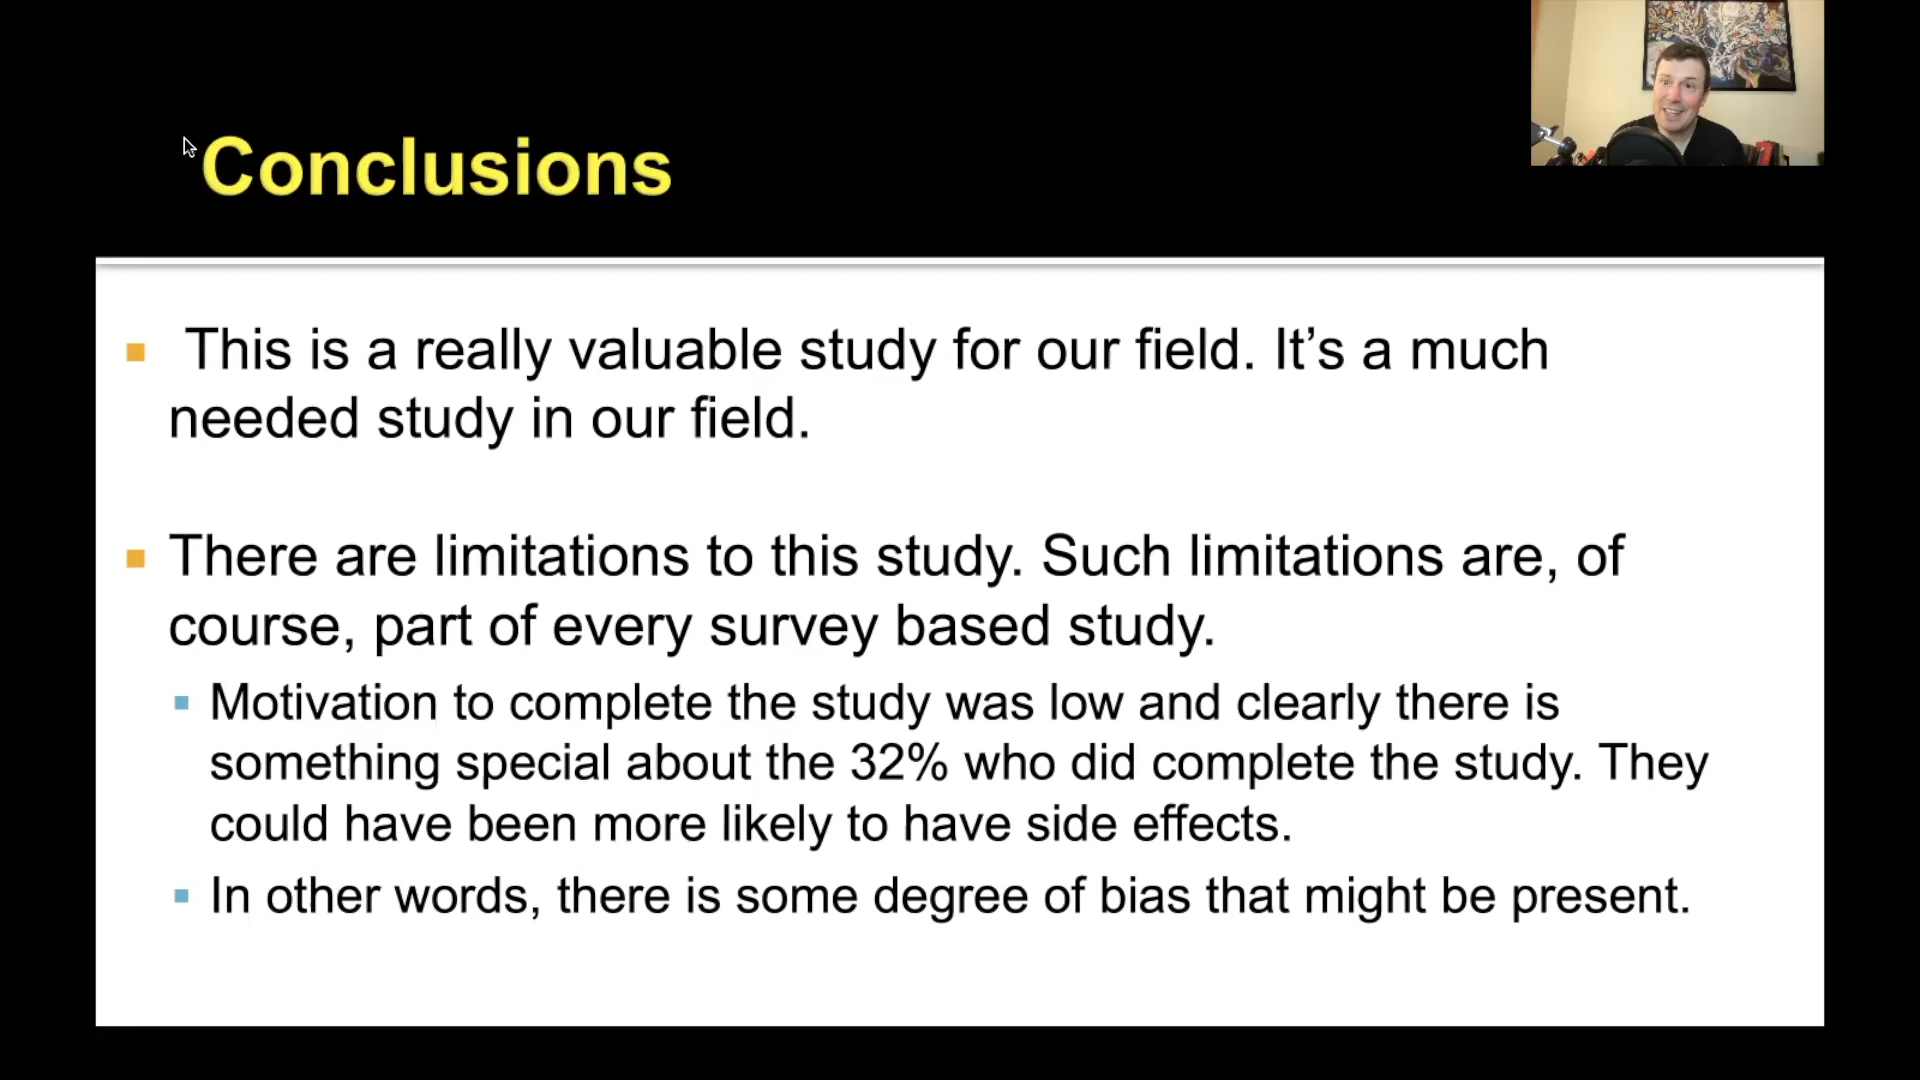 Conclusions
This is a really valuable study for our field. It’s a much
needed study in our field.
There are limitations to this study. Such limitations are, of
course, part of every survey based study.
Motivation to complete the study was low and clearly there is
something special about the 32% who did complete the study. They
could have been more likely to have side effects.
In other words, there is some degree of bias that might be present.